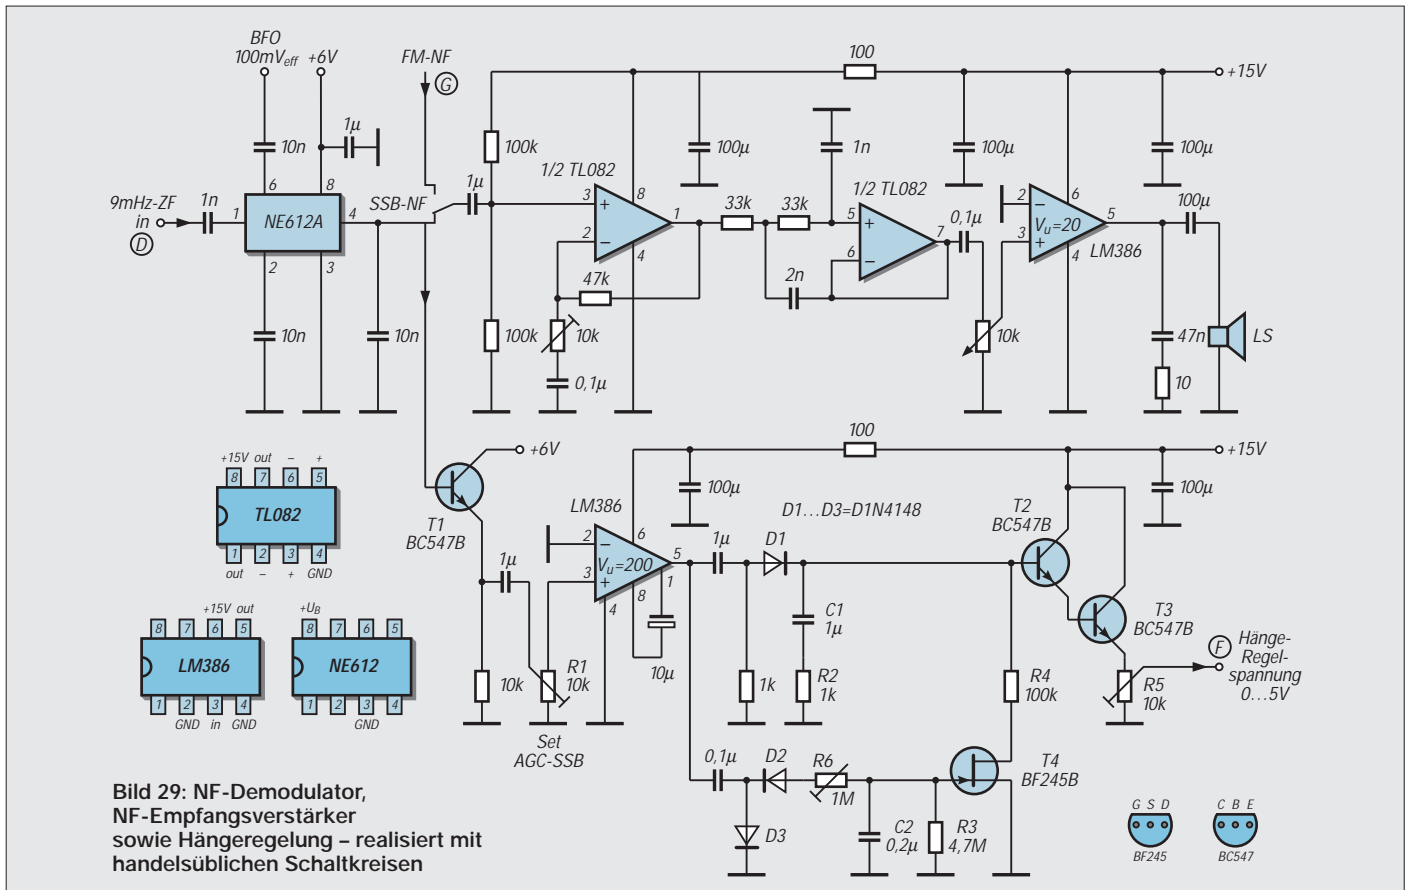 BFO
100mVeff
+6V
FM-NF
G
100
+15V
10n
1µ
100k
1/2 TL082
100µ
1n
100µ
100µ
1/2 TL082
9mHz-ZF
in
D
1n
6
8
1
NE612A
4
2
3
SSB-NF
1µ
3
+
8
2
–
1
4
33k
33k
5
+
6
–
7
0,1µ
2
–
6
3
+
Vu=20
5
4
LM386
100µ
47k
2n
10n
10n
100k
10k
0,1µ
10k
47n
10
LS
+6V
100
+15V
+15V out – +
8 7 6 5
TL082
1 2 3 4
out – + GND
T1
BC547B
LM386
100µ
D1...D3=D1N4148
T2
BC547B
100µ
1µ
2
–
6
3
+
Vu=200
5
1
8
4
1µ
D1
C1
1µ
T3
BC547B
F
Hänge-
Regel-
spannung
0...5V
+15V out
8 7 6 5
LM386
1 2 3 4
GND in GND
+UB
8 7 6 5
NE612
1 2 3 4
GND
10k
R1
10k
10µ
1k
R2
1k
R4
100k
R5
10k
Set
AGC-SSB
0,1µ
D2
R6
1M
T4
BF245B
D3
C2
0,2µ
R3
4,7M
G S D
BF245
C B E
BC547
Bild 29: NF-Demodulator,
NF-Empfangsverstärker
sowie Hängeregelung – realisiert mit
handelsüblichen Schaltkreisen